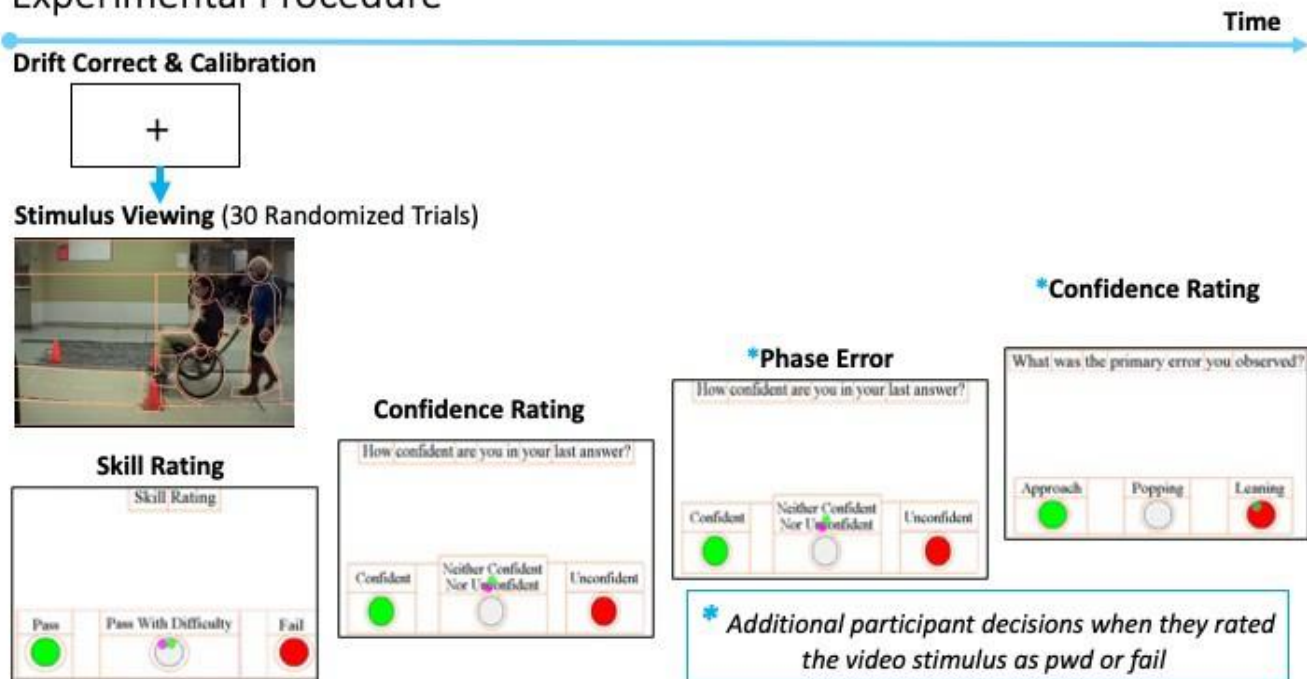 Experimental Procedure
Time
Drift Correct & Calibration
+
Stimulus Viewing (30 Randomized Trials)
Skill Rating
Skill Rating
Pass
Pass With Difficulty
Fail
Confidence Rating
How confident are you in your last answer?
Confident
Neither Confident
Nor Unconfident
Unconfident
*Phase Error
How confident are you in your last answer?
Confident
Neither Confident
Nor Unconfident
Unconfident
*Confidence Rating
What was the primary error you observed?
Approach
Popping
Leaning
* Additional participant decisions when they rated
the video stimulus as pwd or fail